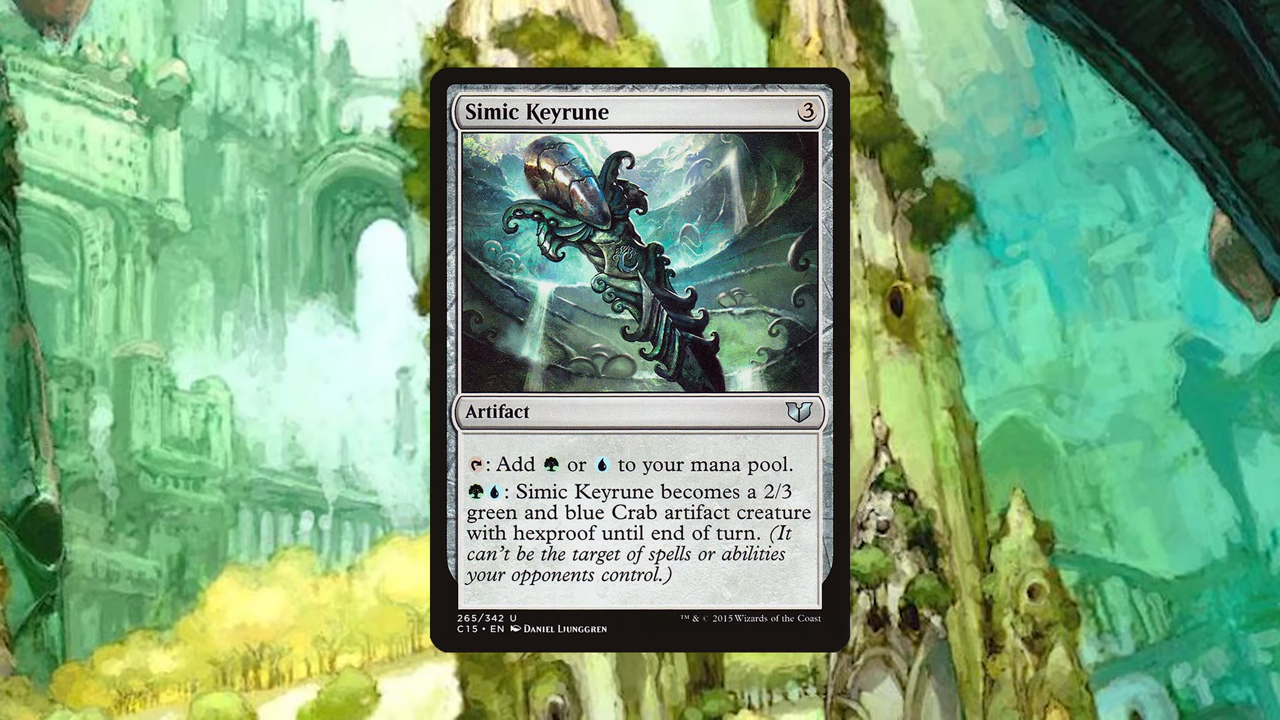 Simic Keyrune 3
Artifact
: Add or to your mana pool.
: Simic Keyrune becomes a 2/3
green and blue Crab artifact creature
with hexproof until end of turn. (It
can't be the target of spells or abilities
your opponents control.)
265/342 U
C15 • EN Daniel Ljunggren
™ & © 2015 Wizards of the Coast